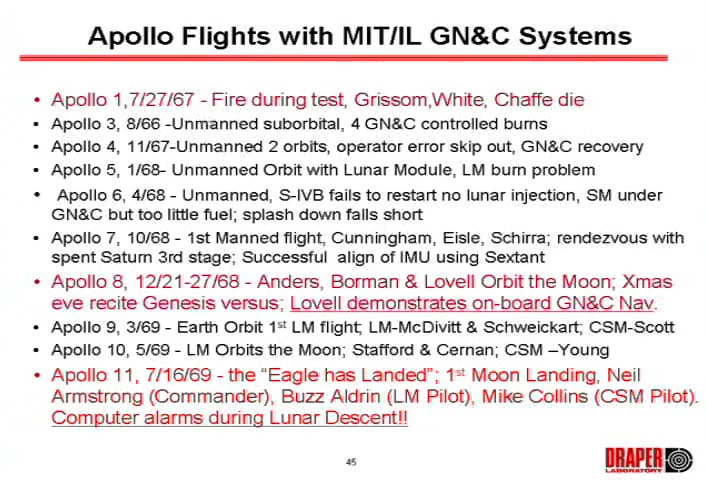 Apollo Flights with MIT/IL GN&C Systems
• Apollo 1,7/27/67 - Fire during test, Grissom,White, Chaffe die
• Apollo 3, 8/66 -Unmanned suborbital, 4 GN&C controlled burns
• Apollo 4, 11/67-Unmanned 2 orbits, operator error skip out, GN&C recovery
• Apollo 5, 1/68- Unmanned Orbit with Lunar Module, LM burn problem
• Apollo 6, 4/68 - Unmanned, S-IVB fails to restart no lunar injection, SM under
GN&C but too little fuel; splash down falls short
• Apollo 7, 10/68 - 1st Manned flight, Cunningham, Eisle, Schirra; rendezvous with
spent Saturn 3rd stage; Successful align of IMU using Sextant
• Apollo 8, 12/21-27/68 - Anders, Borman & Lovell Orbit the Moon; Xmas
eve recite Genesis versus; Lovell demonstrates on-board GN&C Nav.
• Apollo 9, 3/69 - Earth Orbit 1st LM flight; LM-McDivitt & Schweickart; CSM-Scott
• Apollo 10, 5/69 - LM Orbits the Moon; Stafford & Cernan; CSM –Young
• Apollo 11, 7/16/69 - the “Eagle has Landed”; 1st Moon Landing, Neil
Armstrong (Commander), Buzz Aldrin (LM Pilot), Mike Collins (CSM Pilot).
Computer alarms during Lunar Descent!!
45
DRAPER
LABORATORY